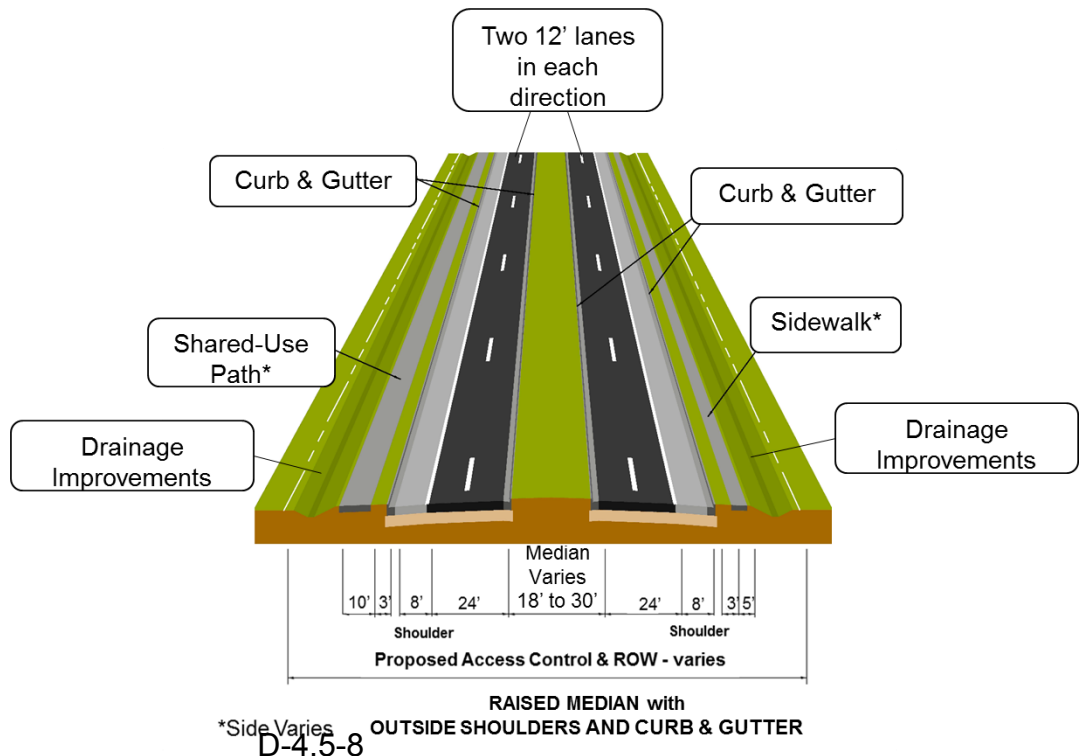 Two 12’ lanes
in each
direction
Curb & Gutter
Curb & Gutter
Shared-Use
Path*
Sidewalk*
Drainage
Improvements
Drainage
Improvements
Median
Varies
18’ to 30’
10’ 3’ 8’ 24’ 24’ 8’ 3’ 5’
Shoulder Shoulder
Proposed Access Control & ROW - varies
RAISED MEDIAN with
*Side Varies OUTSIDE SHOULDERS AND CURB & GUTTER
D-4.5-8